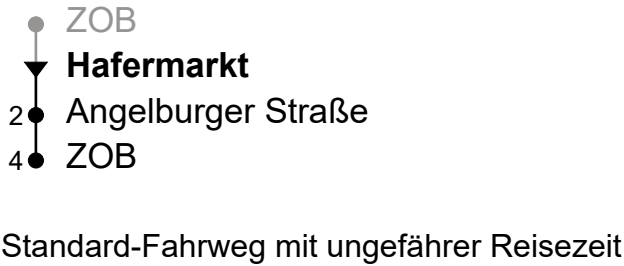 ZOB
Hafermarkt
2 Angelburger Straße
4 ZOB
Standard-Fahrweg mit ungefährer Reisezeit